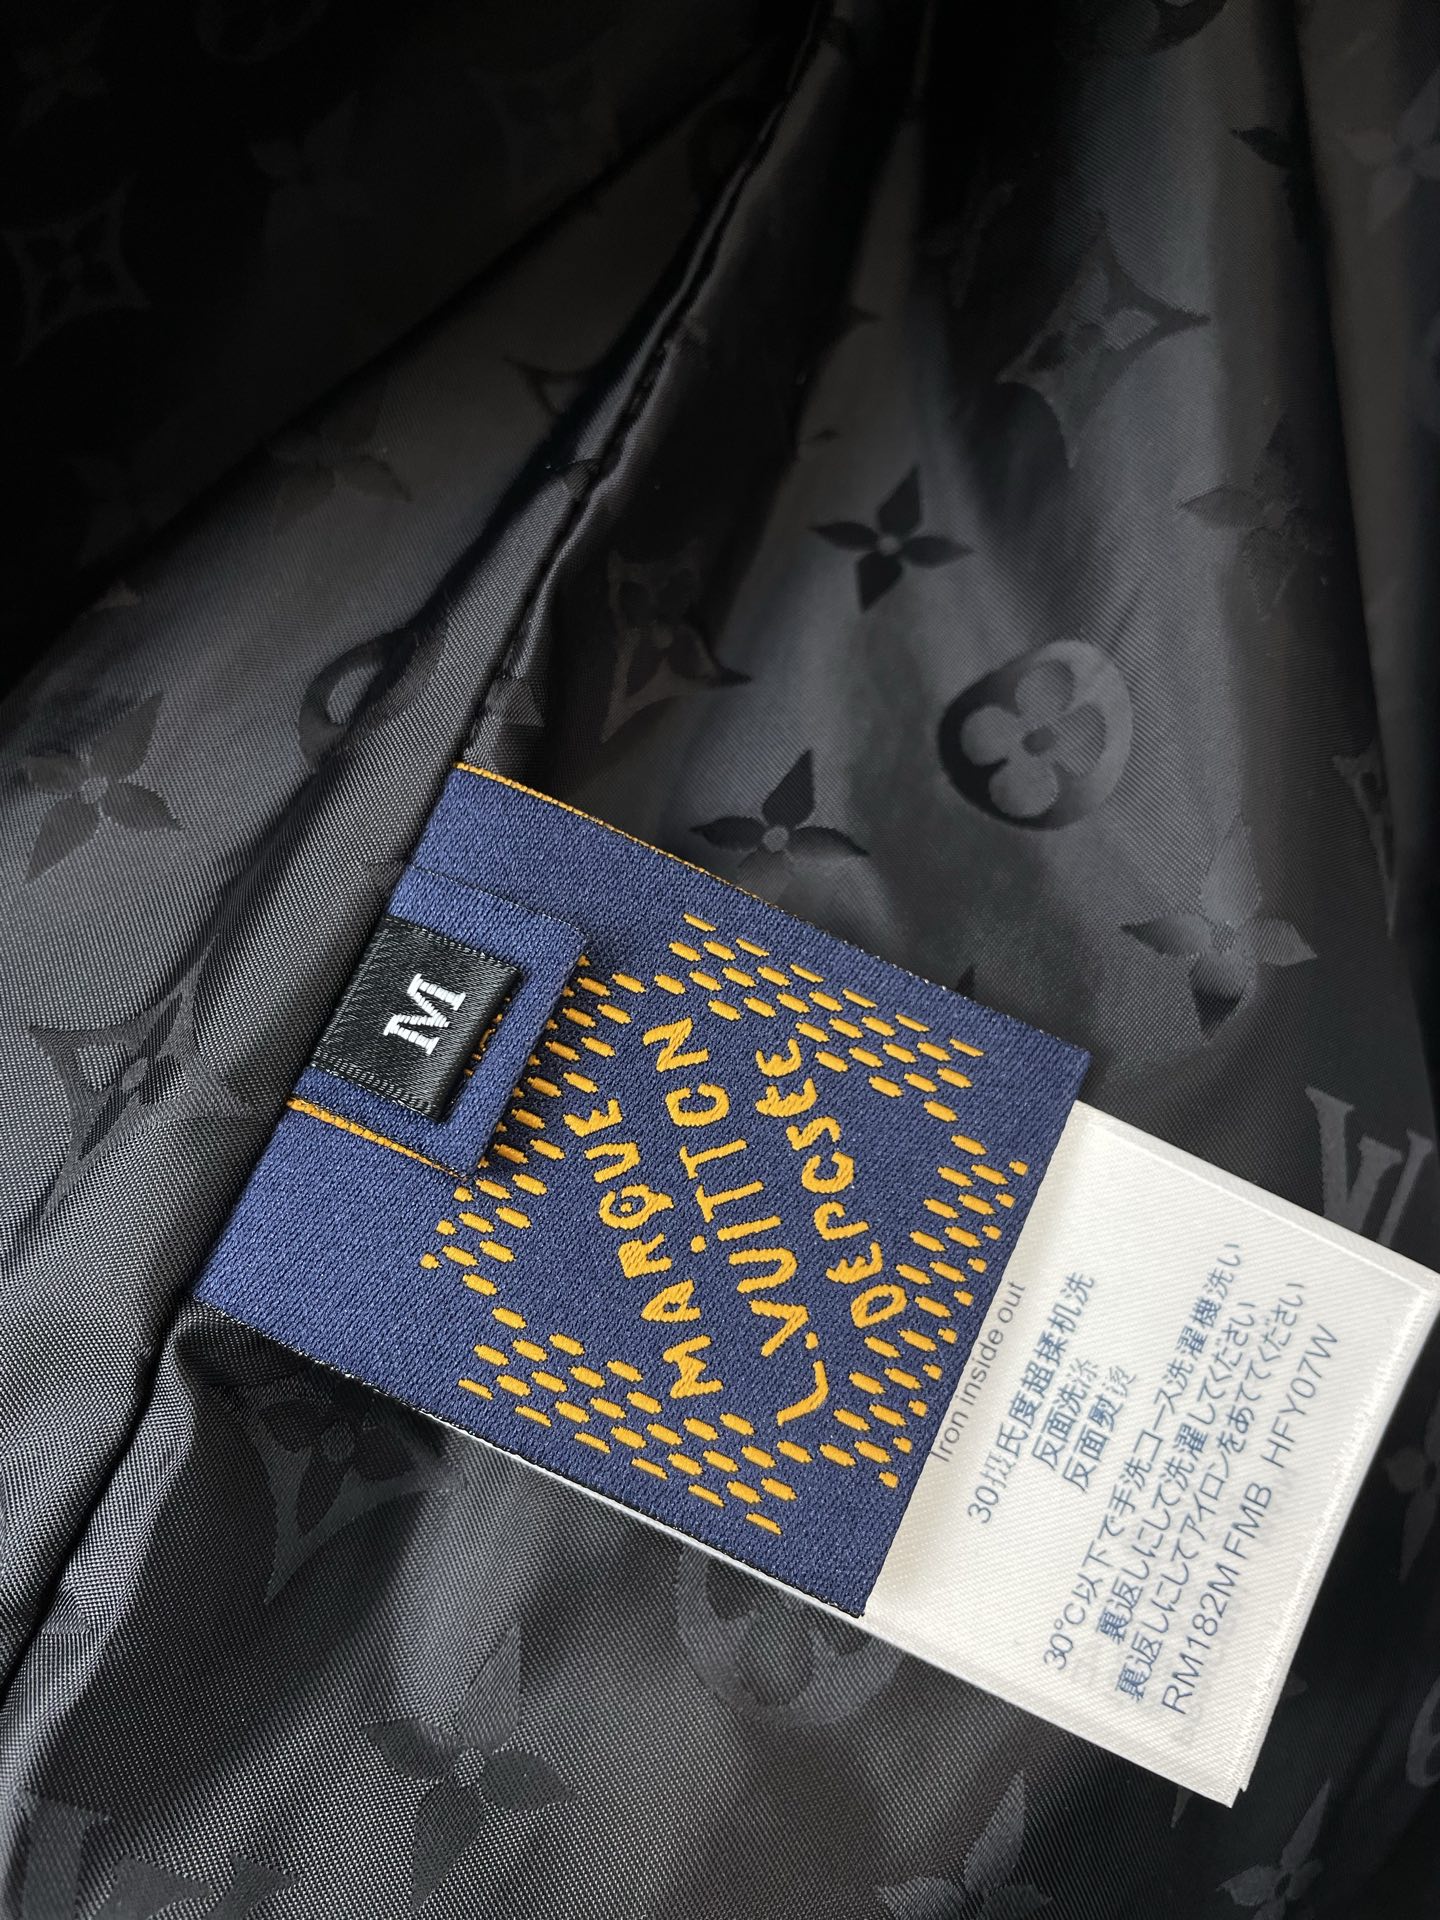 M
MARQUE
L.VUITTON
DEPOSEE
Iron inside out
30摄氏度超揉机洗
反面洗涤
反面熨烫
30℃以下で手洗コース洗濯機洗い
裏返しにして洗濯してください
裏返しにしてアイロンをあててください
RM182M FMB HFY07W
LV